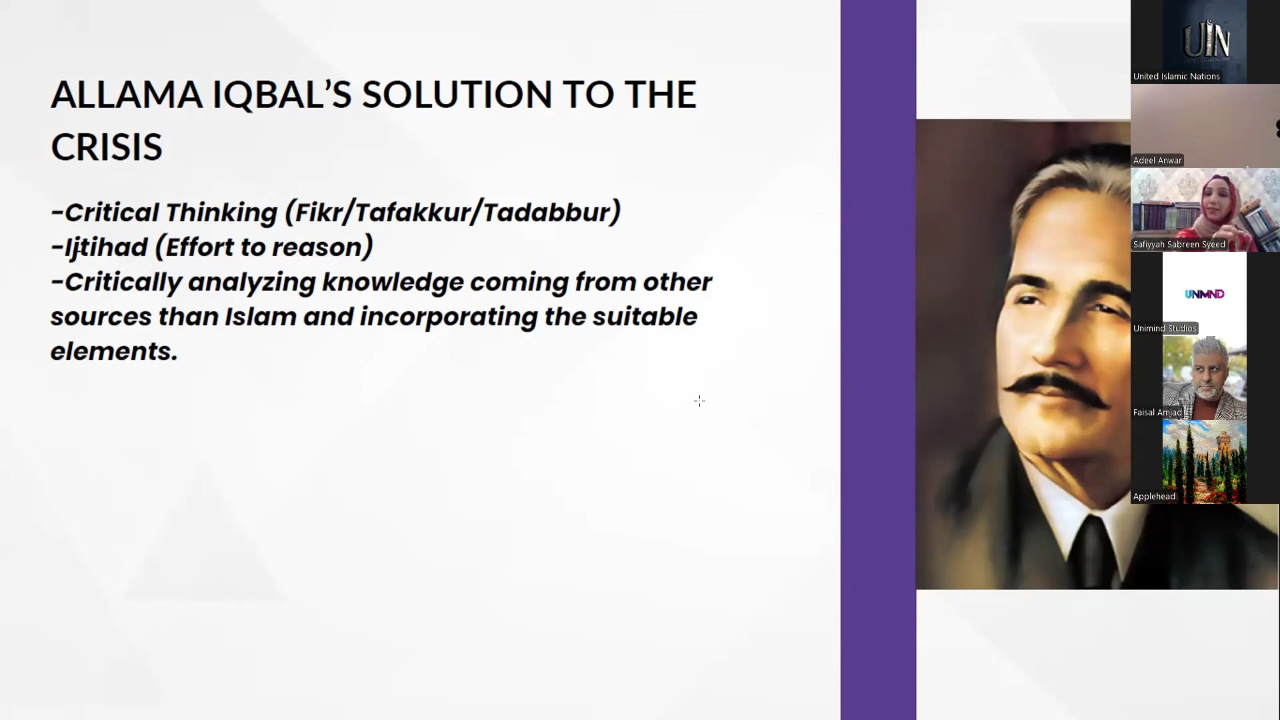 ALLAMA IQBAL’S SOLUTION TO THE
CRISIS
-Critical Thinking (Fikr/Tafakkur/Tadabbur)
-Ijtihad (Effort to reason)
-Critically analyzing knowledge coming from other
sources than Islam and incorporating the suitable
elements.
UIN
United Islamic Nations
Adeel Anwar
Safiyyah Sabreen Syeed
UNMND
Unimind Studios
Faisal Amjad
Applehead